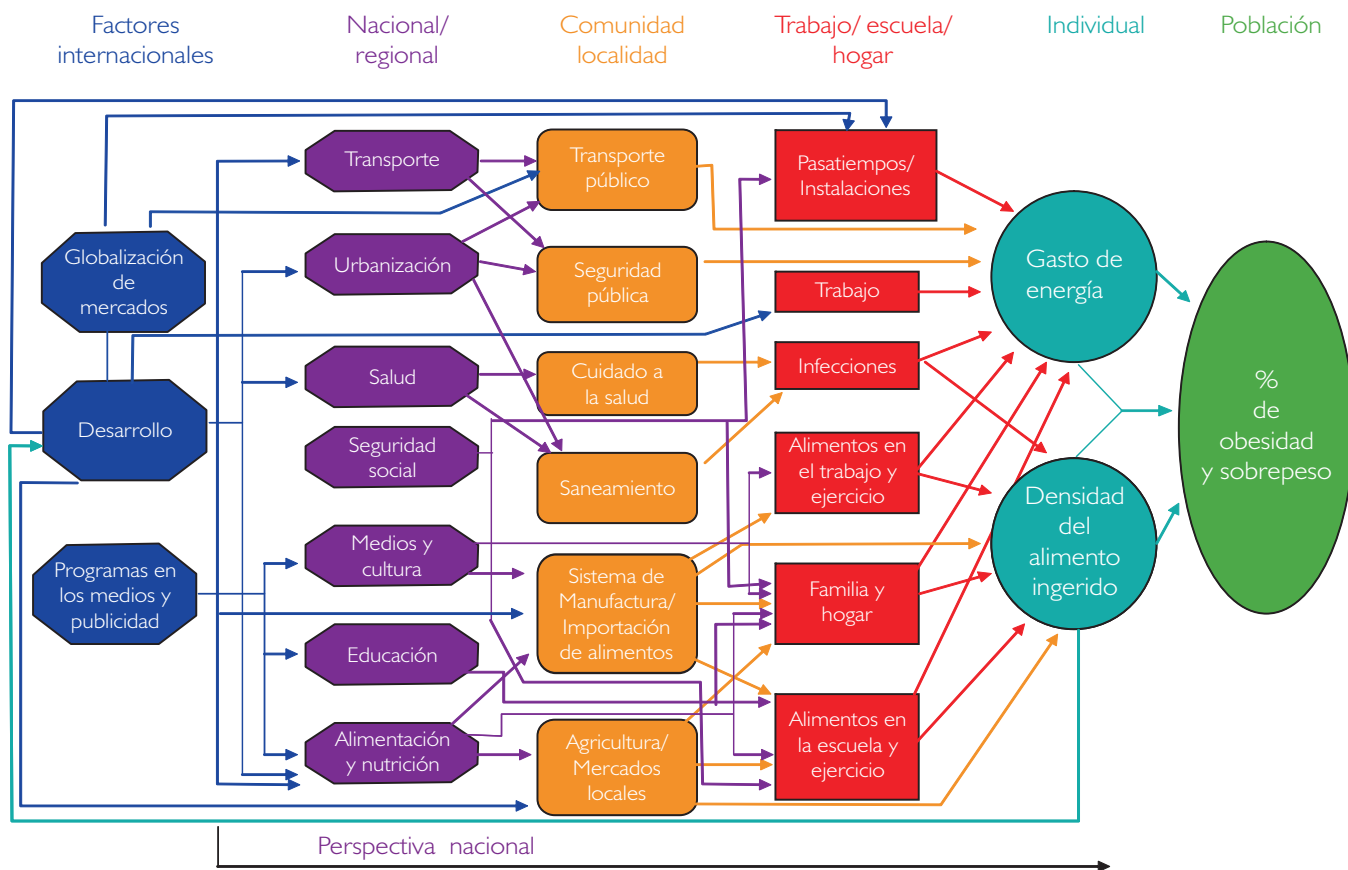 Factores
internacionales
Nacional/
regional
Comunidad
localidad
Trabajo/ escuela/
hogar
Individual
Población
Globalización
de
mercados
Desarrollo
Programas en
los medios y
publicidad
Transporte
Urbanización
Salud
Seguridad
social
Medios y
cultura
Educación
Alimentación
y nutrición
Transporte
público
Seguridad
pública
Cuidado a
la salud
Saneamiento
Sistema de
Manufactura/
Importación
de alimentos
Agricultura/
Mercados
locales
Pasatiempos/
Instalaciones
Trabajo
Infecciones
Alimentos en
el trabajo y
ejercicio
Familia y
hogar
Alimentos en
la escuela y
ejercicio
Gasto de
energía
Densidad
del
alimento
ingerido
%
de
obesidad
y sobrepeso
Perspectiva nacional